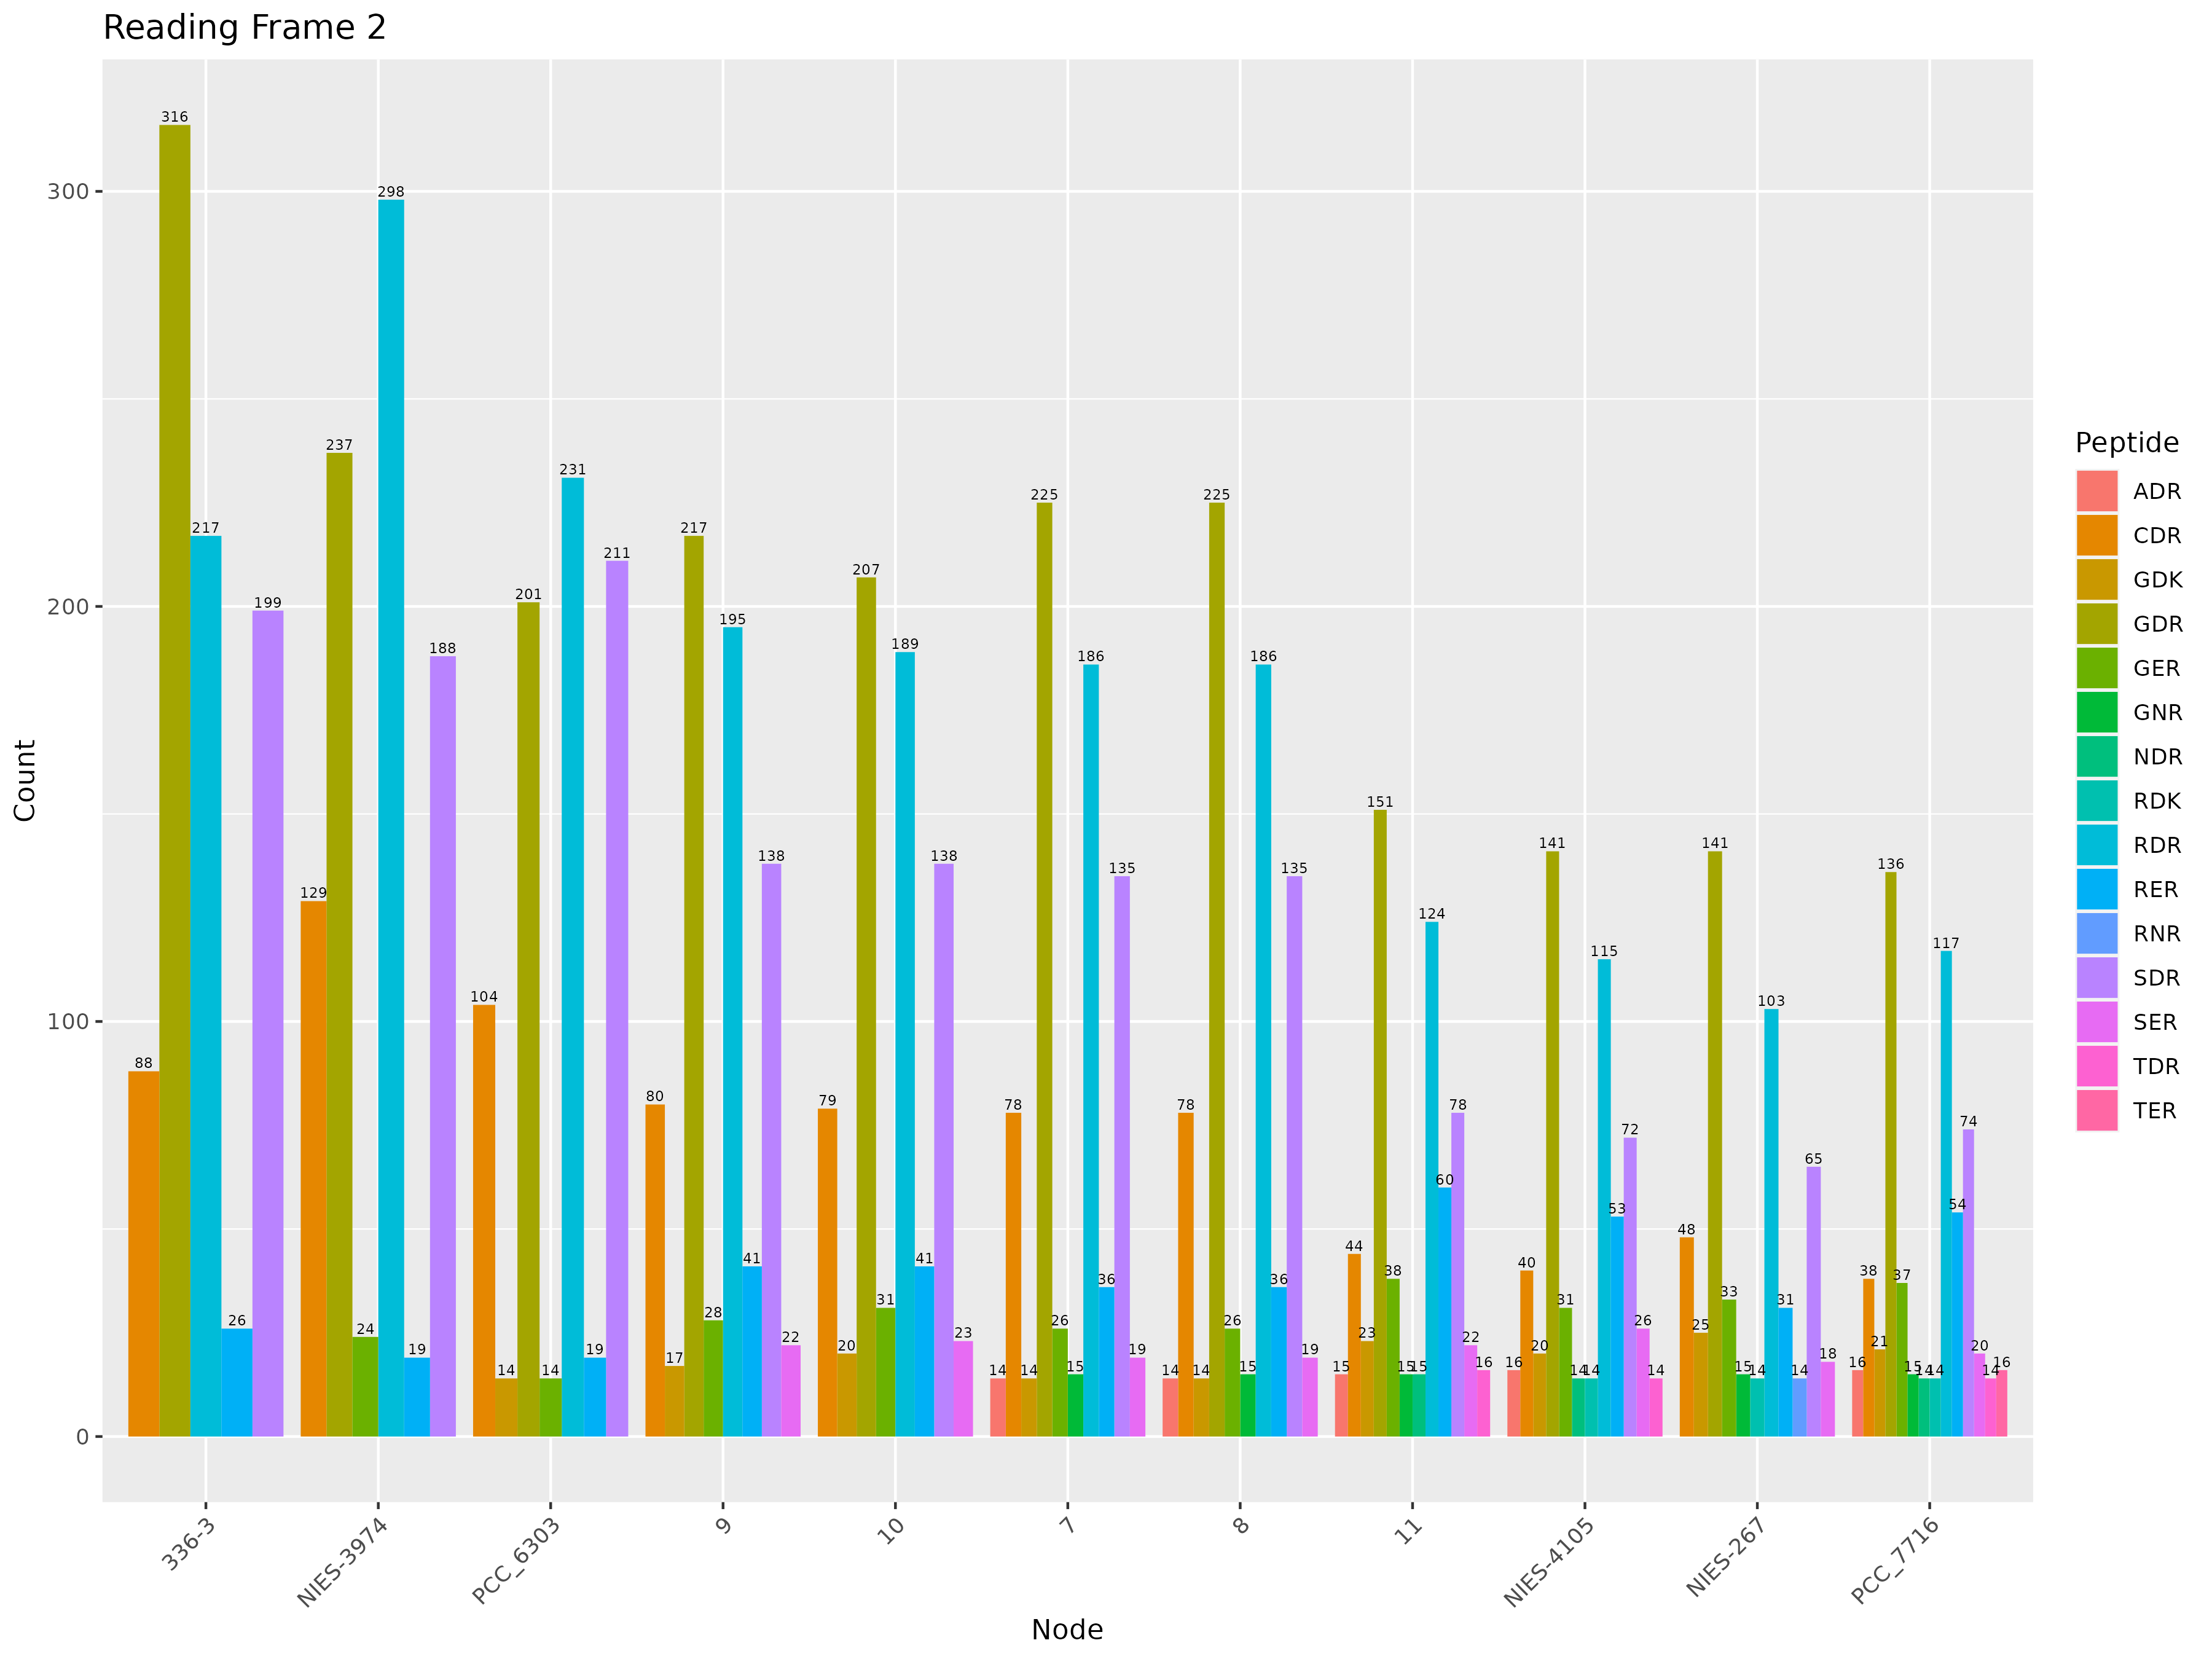 Reading Frame 2
Count
300
200
100
0
88 316 217 26 199
129 237 24 298 19 188
104 14 201 14 231 19 211
80 17 217 28 195 41 138 22
79 20 207 31 189 41 138 23
14 78 14 225 26 15 186 36 135 19
14 78 14 225 26 15 186 36 135 19
15 44 23 151 38 15 15 124 60 78 22 16
16 40 20 141 31 14 14 115 53 72 26 14
48 25 141 33 15 14 103 31 14 65 18
16 38 21 136 37 15 14 14 117 54 74 20 14 16
336-3
NIES-3974
PCC_6303
9
10
7
8
11
NIES-4105
NIES-267
PCC_7716
Node
Peptide
ADR
CDR
GDK
GDR
GER
GNR
NDR
RDK
RDR
RER
RNR
SDR
SER
TDR
TER